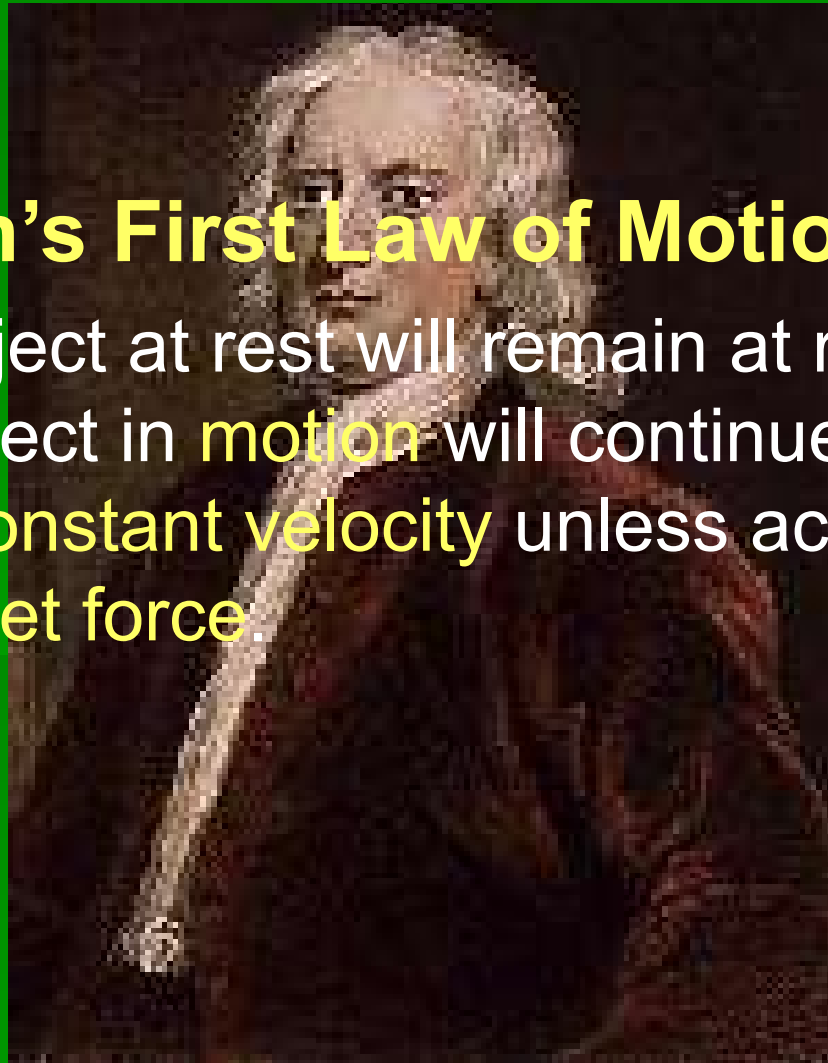 n’s First Law of Motio
ject at rest will remain at r
ect in motion will continue
onstant velocity unless ac
et force.